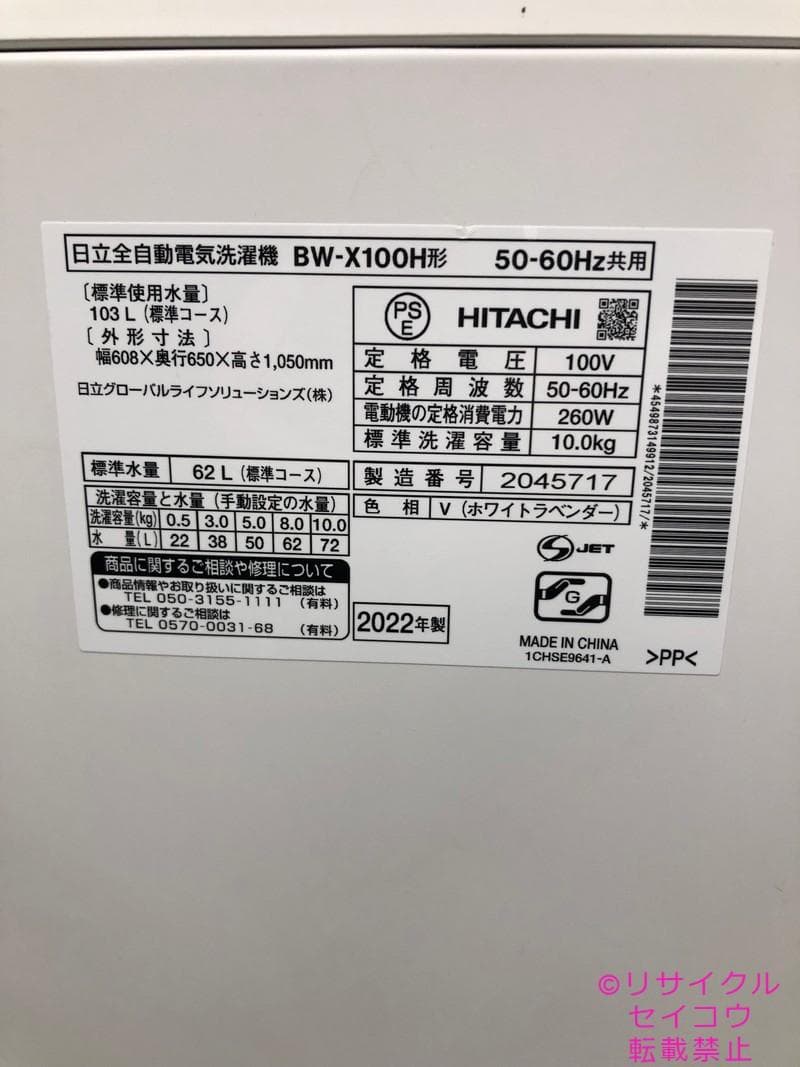 日立全自動電気洗濯機 BW-X100H形 50-60Hz共用
〔標準使用水量〕
103 L（標準コース）
〔外形寸法〕
幅608×奥行650×高さ1,050mm
日立グローバルライフソリューションズ(株)
PS
E
HITACHI
定格電圧 100V
定格周波数 50-60Hz
電動機の定格消費電力 260W
標準洗濯容量 10.0kg
標準水量 62 L（標準コース）
製造番号 2045717
洗濯容量と水量（手動設定の水量）
洗濯容量(kg) 0.5 3.0 5.0 8.0 10.0
水量(L) 22 38 50 62 72
色相 V（ホワイトラベンダー）
商品に関するご相談や修理について
●商品情報やお取り扱いに関するご相談は
TEL 050-3155-1111 （有料）
●修理に関するご相談は
TEL 0570-0031-68 （有料）
2022年製
S JET
G
MADE IN CHINA
1CHSE9641-A
>PP<
*4549873149912/2045717/*
©リサイクル
セイコウ
転載禁止